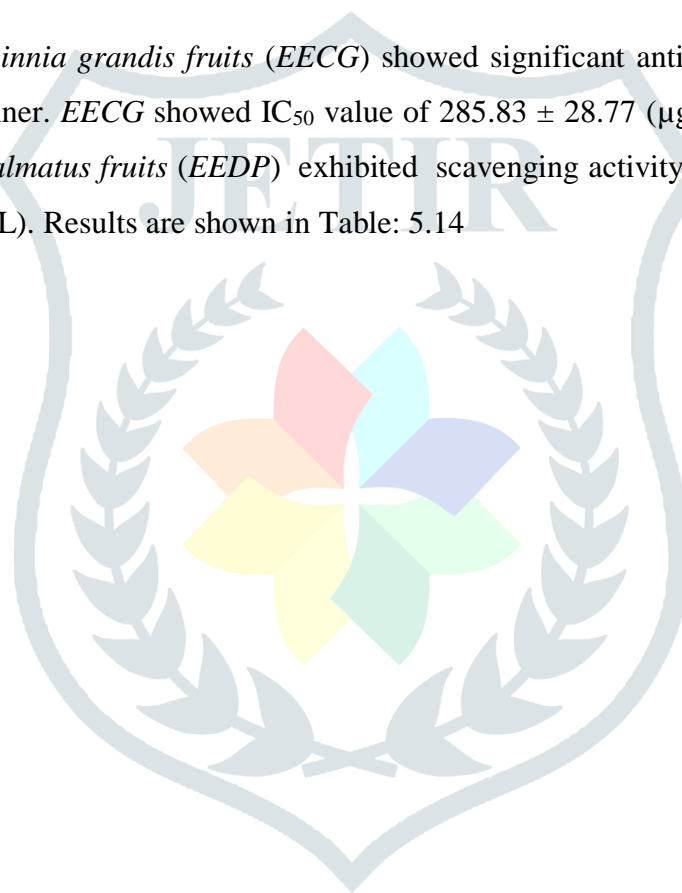 innia grandis fruits (EECG) showed significant anti
ner. EECG showed IC50 value of 285.83 ± 28.77 (µg
almatus fruits (EEDP) exhibited scavenging activity
L). Results are shown in Table: 5.14
JETIR